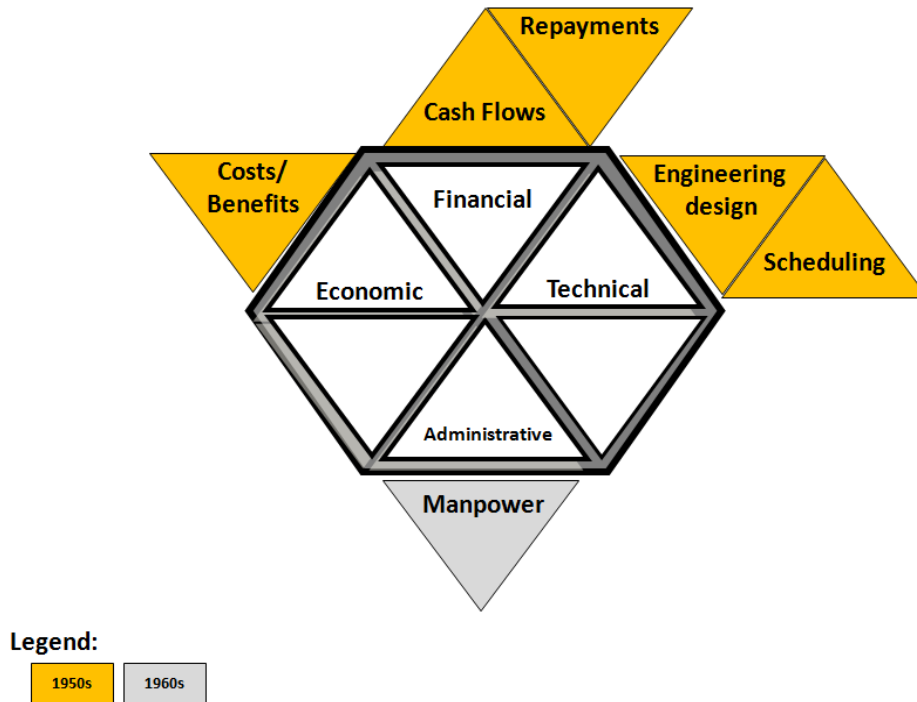 Repayments
Cash Flows
Costs/
Benefits
Financial
Engineering
design
Scheduling
Economic
Technical
Administrative
Manpower
Legend:
1950s
1960s